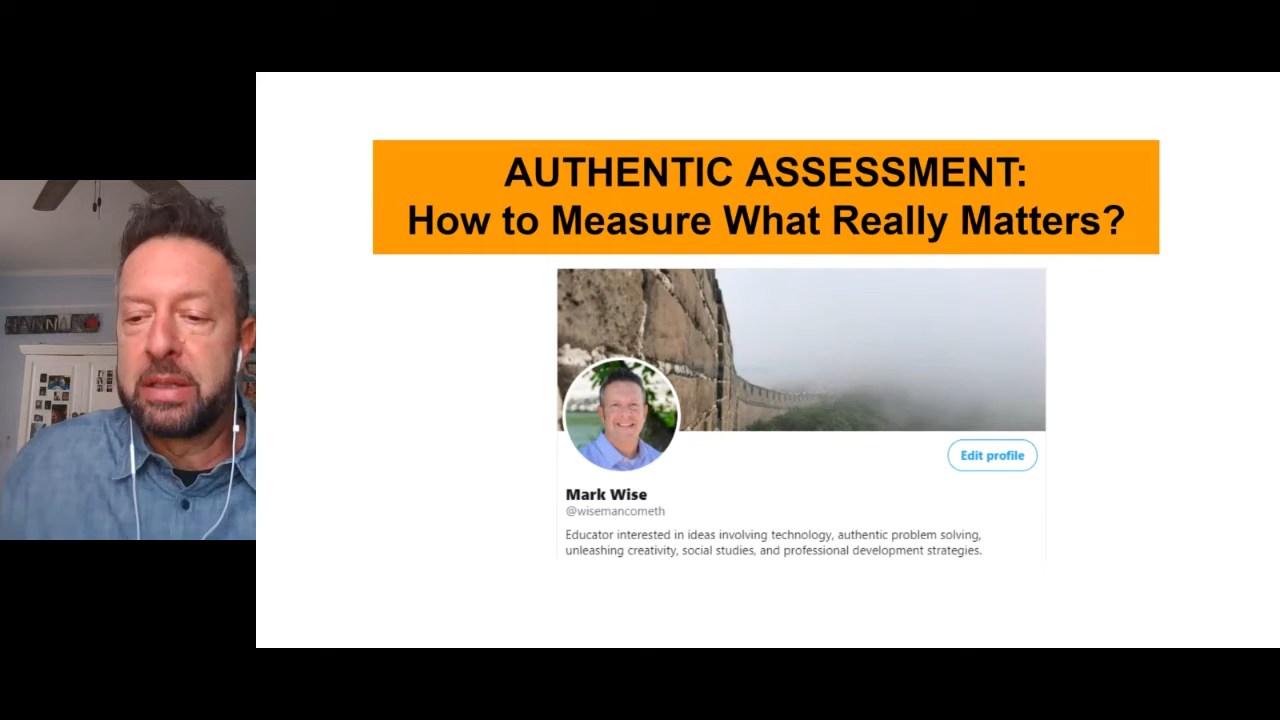 AUTHENTIC ASSESSMENT:
How to Measure What Really Matters?
HANNAH
Edit profile
Mark Wise
@wisemancometh
Educator interested in ideas involving technology, authentic problem solving,
unleashing creativity, social studies, and professional development strategies.